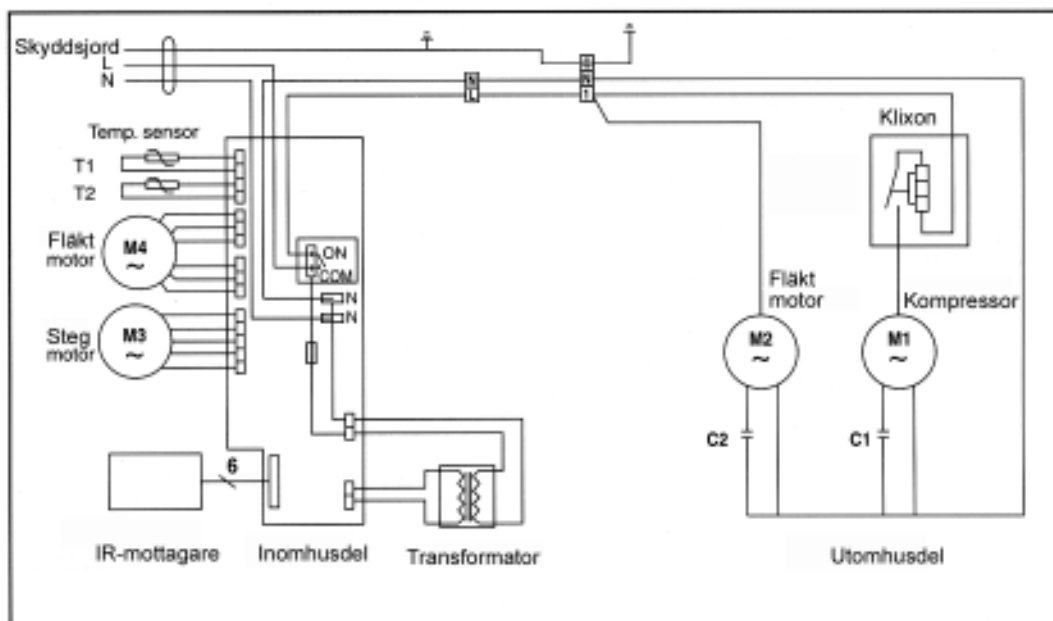 Skyddsjord
L
N
N
N
L
1
Klixon
Temp. sensor
T1
T2
Fläkt
motor
M4
~
ON
COM
N
N
Steg
motor
M3
~
Fläkt
motor
M2
~
Kompressor
M1
~
C2
C1
6
IR-mottagare
Inomhusdel
Transformator
Utomhusdel